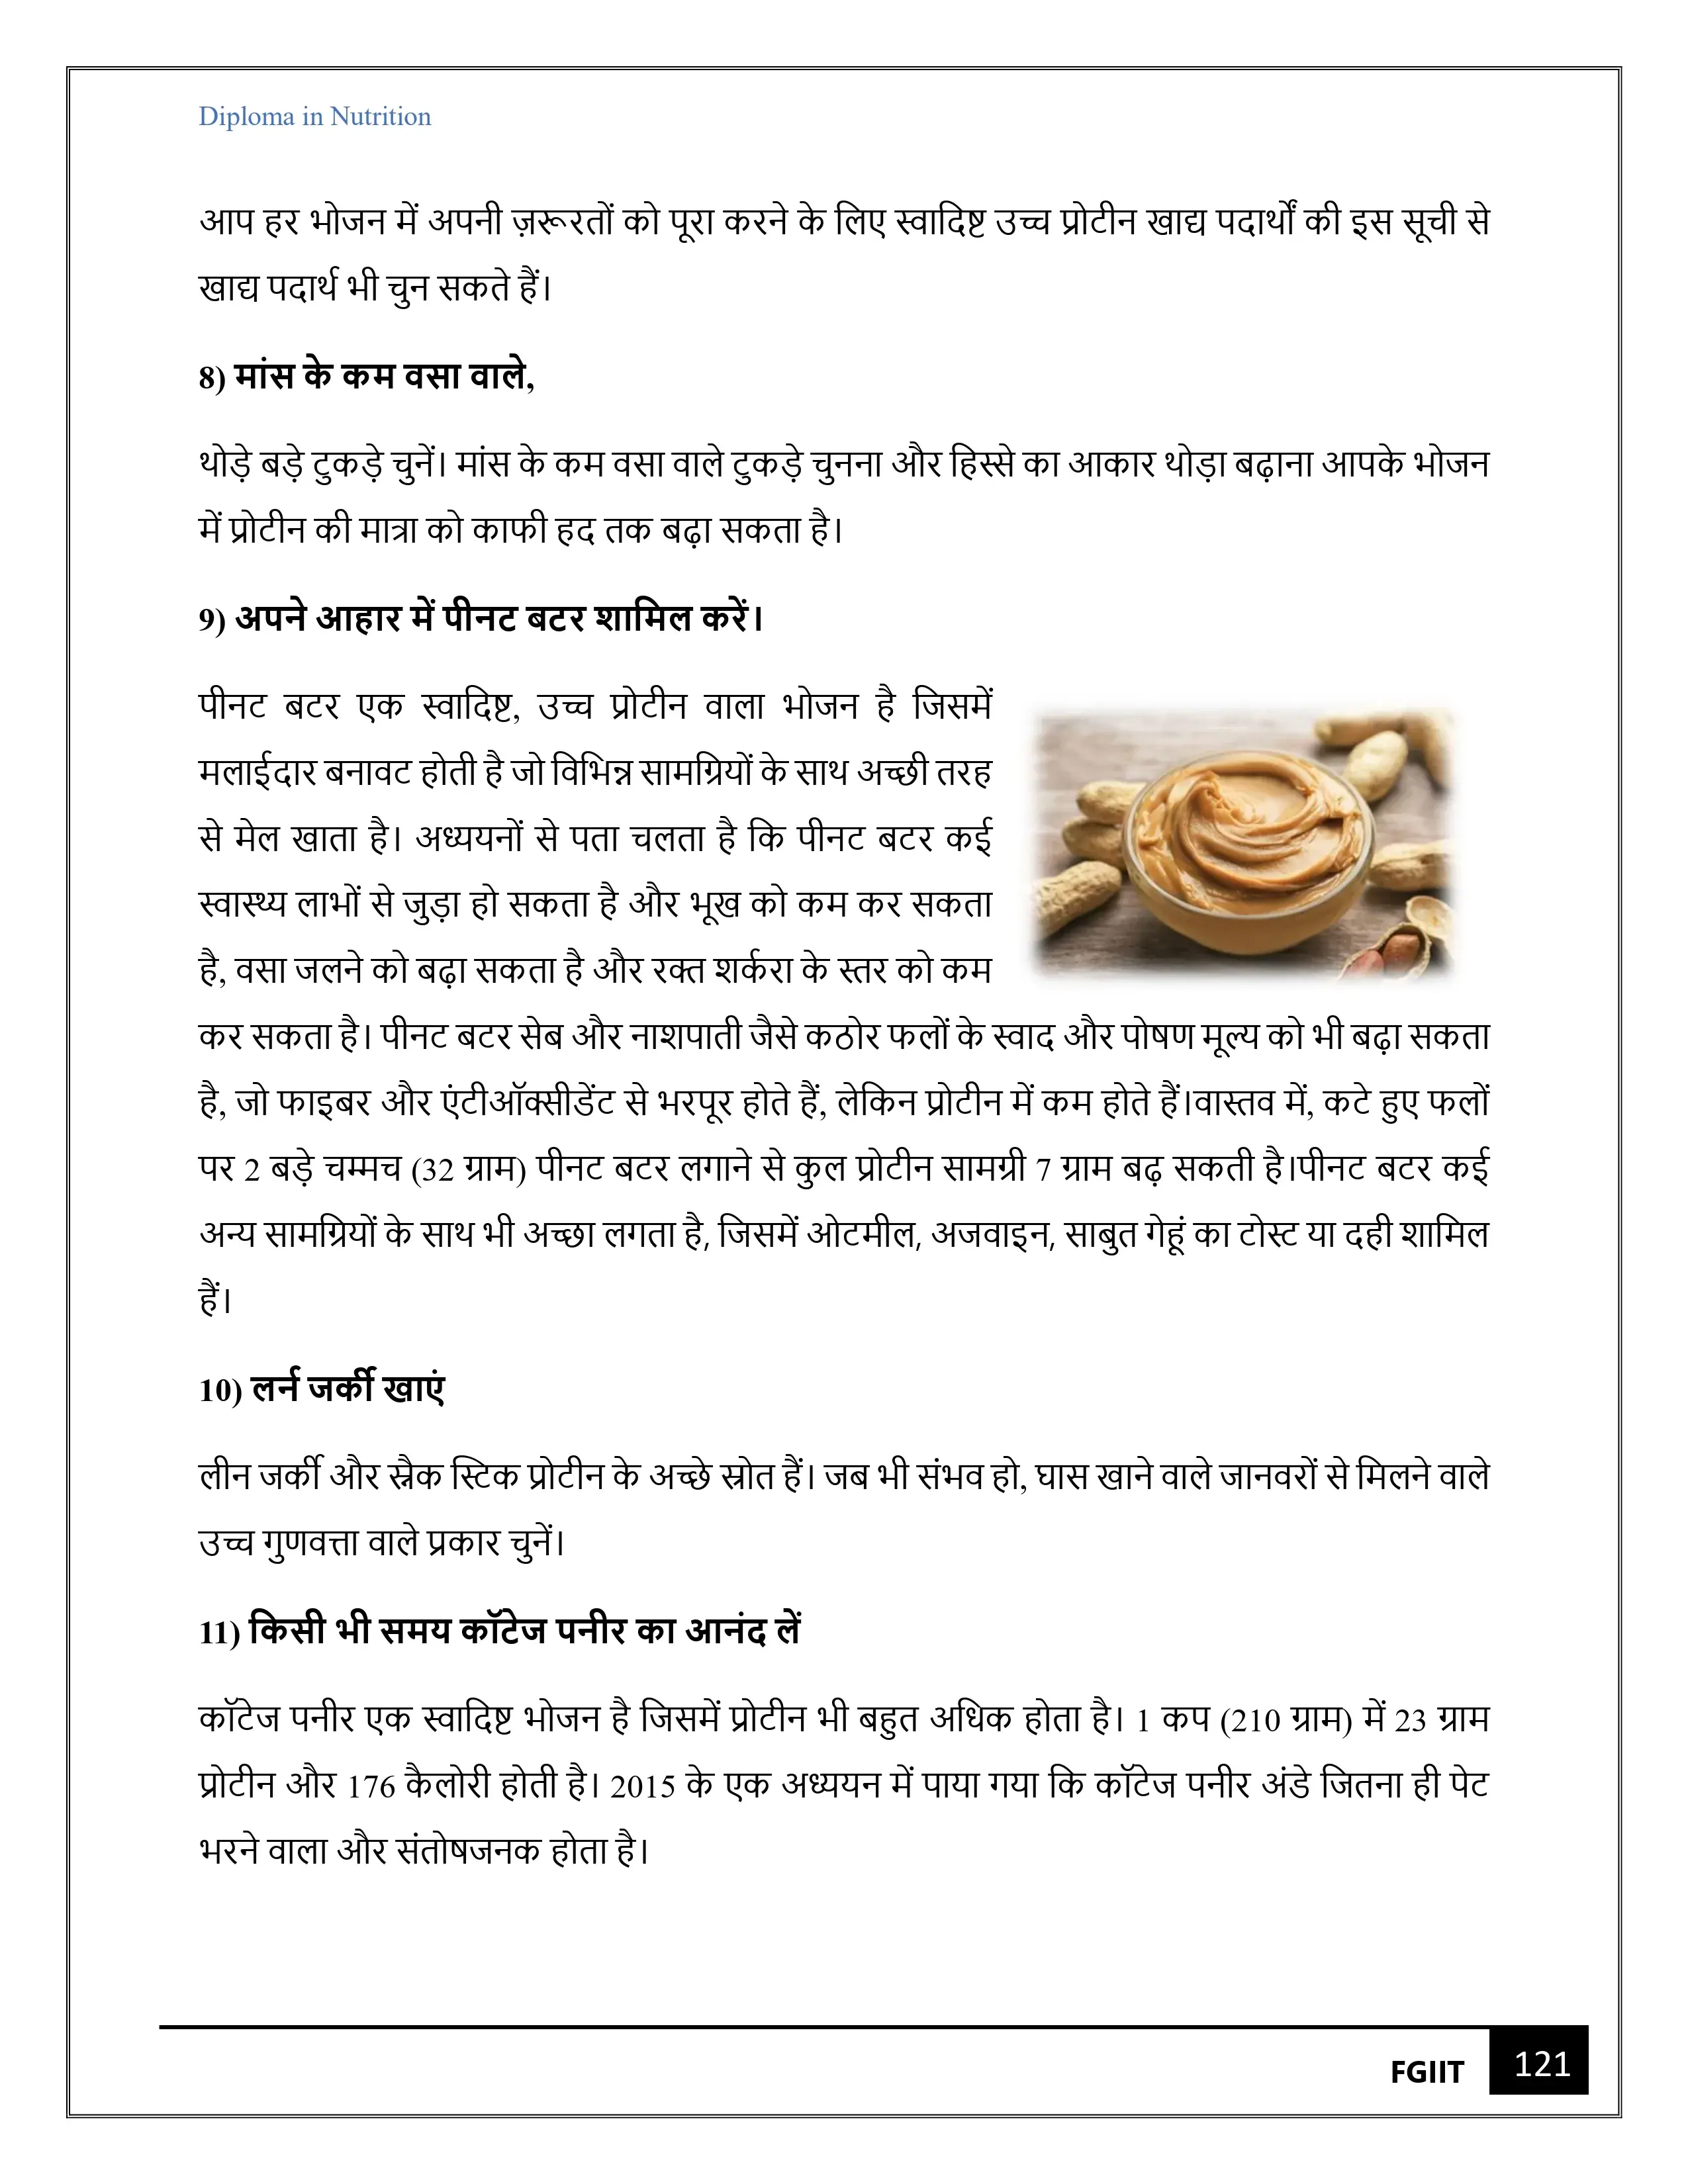 Diploma in Nutrition
आप हर भोजन में अपनी ज़रूरतों को पूरा करने के लिए स्वादिष्ट उच्च प्रोटीन खाद्य पदार्थों की इस सूची से
खाद्य पदार्थ भी चुन सकते हैं।
8) मांस के कम वसा वाले,
थोड़े बड़े टुकड़े चुनें। मांस के कम वसा वाले टुकड़े चुनना और हिस्से का आकार थोड़ा बढ़ाना आपके भोजन
में प्रोटीन की मात्रा को काफी हद तक बढ़ा सकता है।
9) अपने आहार में पीनट बटर शामिल करें।
पीनट बटर एक स्वादिष्ट, उच्च प्रोटीन वाला भोजन है जिसमें
मलाईदार बनावट होती है जो विभिन्न सामग्रियों के साथ अच्छी तरह
से मेल खाता है। अध्ययनों से पता चलता है कि पीनट बटर कई
स्वास्थ्य लाभों से जुड़ा हो सकता है और भूख को कम कर सकता
है, वसा जलने को बढ़ा सकता है और रक्त शर्करा के स्तर को कम
कर सकता है। पीनट बटर सेब और नाशपाती जैसे कठोर फलों के स्वाद और पोषण मूल्य को भी बढ़ा सकता
है, जो फाइबर और एंटीऑक्सीडेंट से भरपूर होते हैं, लेकिन प्रोटीन में कम होते हैं।वास्तव में, कटे हुए फलों
पर 2 बड़े चम्मच (32 ग्राम) पीनट बटर लगाने से कुल प्रोटीन सामग्री 7 ग्राम बढ़ सकती है।पीनट बटर कई
अन्य सामग्रियों के साथ भी अच्छा लगता है, जिसमें ओटमील, अजवाइन, साबुत गेहूं का टोस्ट या दही शामिल
हैं।
10) लर्न जर्की खाएं
लीन जर्की और स्नैक स्टिक प्रोटीन के अच्छे स्रोत हैं। जब भी संभव हो, घास खाने वाले जानवरों से मिलने वाले
उच्च गुणवत्ता वाले प्रकार चुनें।
11) किसी भी समय कॉटेज पनीर का आनंद लें
कॉटेज पनीर एक स्वादिष्ट भोजन है जिसमें प्रोटीन भी बहुत अधिक होता है। 1 कप (210 ग्राम) में 23 ग्राम
प्रोटीन और 176 कैलोरी होती है। 2015 के एक अध्ययन में पाया गया कि कॉटेज पनीर अंडे जितना ही पेट
भरने वाला और संतोषजनक होता है।
FGIIT 121